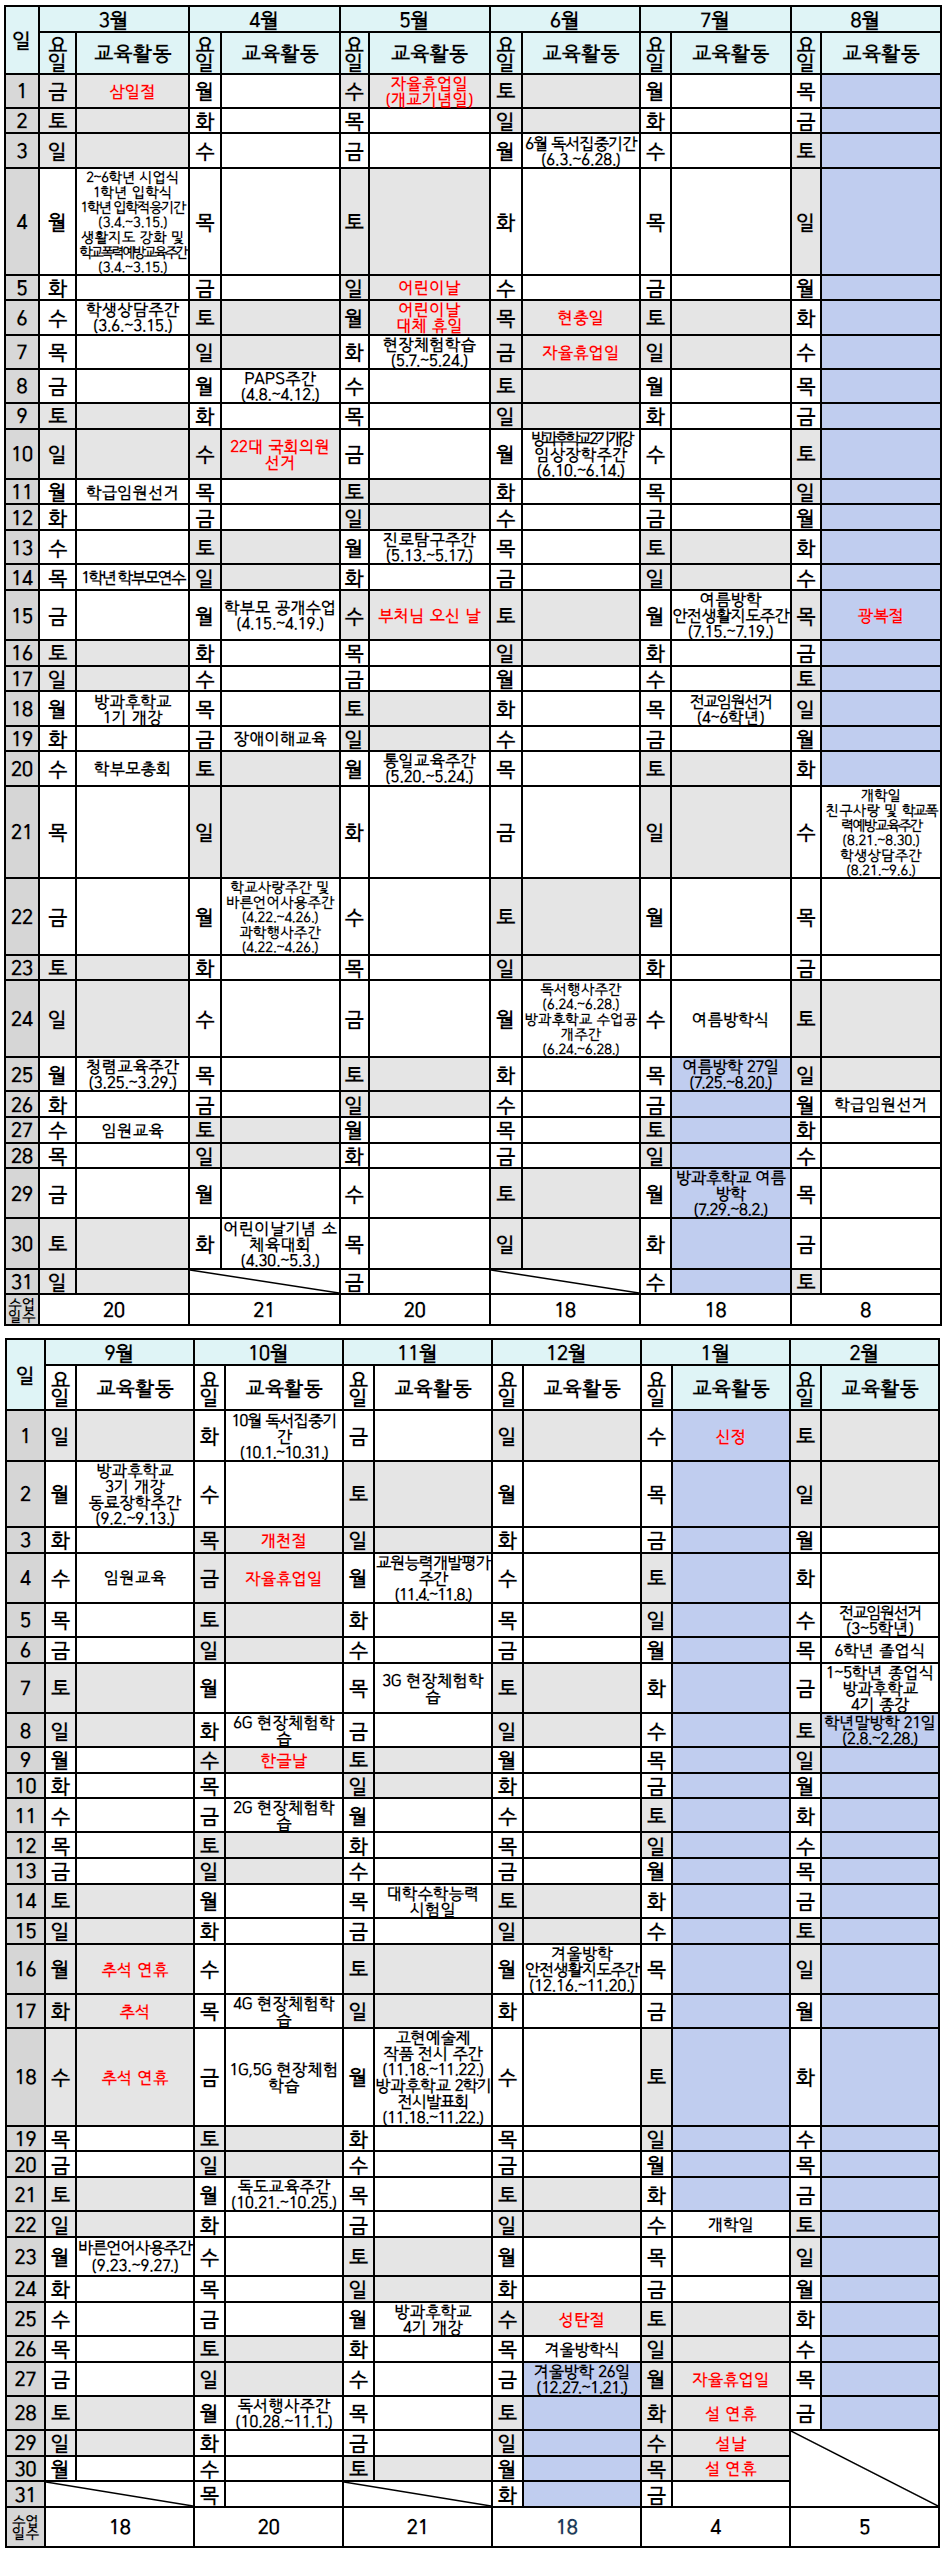 일 3월 4월 5월 6월 7월 8월
요일 교육활동 요일 교육활동 요일 교육활동 요일 교육활동 요일 교육활동 요일 교육활동
1 금 삼일절 월 수 자율휴업일 (개교기념일) 토 월 목
2 토 화 목 일 화 금
3 일 수 금 월 6월 독서집중기간 (6.3.~6.28.) 수 토
4 월 2~6학년 시업식 1학년 입학식 1학년 입학적응기간 (3.4.~3.15.) 생활지도 강화 및 학교폭력예방교육주간 (3.4.~3.15.) 목 토 화 목 일
5 화 금 일 어린이날 수 금 월
6 수 학생상담주간 (3.6.~3.15.) 토 월 어린이날 대체 휴일 목 현충일 토 화
7 목 일 화 현장체험학습 (5.7.~5.24.) 금 자율휴업일 일 수
8 금 월 PAPS주간 (4.8.~4.12.) 수 토 월 목
9 토 화 목 일 화 금
10 일 수 22대 국회의원 선거 금 월 방과후학교2기개강 임상장학주간 (6.10.~6.14.) 수 토
11 월 학급임원선거 목 토 화 목 일
12 화 금 일 수 금 월
13 수 토 월 진로탐구주간 (5.13.~5.17.) 목 토 화
14 목 1학년 학부모연수 일 화 금 일 수
15 금 월 학부모 공개수업 (4.15.~4.19.) 수 부처님 오신 날 토 월 여름방학 안전생활지도주간 (7.15.~7.19.) 목 광복절
16 토 화 목 일 화 금
17 일 수 금 월 수 토
18 월 방과후학교 1기 개강 목 토 화 목 전교임원선거 (4~6학년) 일
19 화 금 장애이해교육 일 수 금 월
20 수 학부모총회 토 월 통일교육주간 (5.20.~5.24.) 목 토 화
21 목 일 화 금 일 수 개학일 친구사랑 및 학교폭력예방교육주간 (8.21.~8.30.) 학생상담주간 (8.21.~9.6.)
22 금 월 학교사랑주간 및 바른언어사용주간 (4.22.~4.26.) 과학행사주간 (4.22.~4.26.) 수 토 월 목
23 토 화 목 일 화 금
24 일 수 금 월 독서행사주간 (6.24.~6.28.) 방과후학교 수업공개주간 (6.24.~6.28.) 수 여름방학식 토
25 월 청렴교육주간 (3.25.~3.29.) 목 토 화 목 여름방학 27일 (7.25.~8.20.) 일
26 화 금 일 수 금 월 학급임원선거
27 수 임원교육 토 월 목 토 화
28 목 일 화 금 일 수
29 금 월 수 토 월 방과후학교 여름방학 (7.29.~8.2.) 목
30 토 화 어린이날기념 소체육대회 (4.30.~5.3.) 목 일 화 금
31 일 금 수 토
수업일주 20 21 20 18 18 8
일 9월 10월 11월 12월 1월 2월
요일 교육활동 요일 교육활동 요일 교육활동 요일 교육활동 요일 교육활동 요일 교육활동
1 일 화 10월 독서집중기간 (10.1.~10.31.) 금 일 수 신정 토
2 월 방과후학교 3기 개강 동료장학주간 (9.2.~9.13.) 수 토 월 목 일
3 화 목 개천절 일 화 금 월
4 수 임원교육 금 자율휴업일 월 교원능력개발평가주간 (11.4.~11.8.) 수 토 화
5 목 토 화 목 일 수 전교임원선거 (3~5학년)
6 금 일 수 금 월 목 6학년 졸업식
7 토 월 목 3G 현장체험학습 토 화 금 1~5학년 종업식 방과후학교 4기 종강
8 일 화 6G 현장체험학습 금 일 수 토 학년말방학 21일 (2.8.~2.28.)
9 월 수 한글날 토 월 목 일
10 화 목 일 화 금 월
11 수 금 2G 현장체험학습 월 수 토 화
12 목 토 화 목 일 수
13 금 일 수 금 월 목
14 토 월 목 대학수학능력시험일 토 화 금
15 일 화 금 일 수 토
16 월 추석 연휴 수 토 월 겨울방학 안전생활지도주간 (12.16.~11.20.) 목 일
17 화 추석 목 4G 현장체험학습 일 화 금 월
18 수 추석 연휴 금 1G,5G 현장체험학습 월 고현예술제 작품 전시 주간 (11.18.~11.22.) 방과후학교 2학기 전시발표회 (11.18.~11.22.) 수 토 화
19 목 토 화 목 일 수
20 금 일 수 금 월 목
21 토 월 독도교육주간 (10.21.~10.25.) 목 토 화 금
22 일 화 금 일 수 개학일 토
23 월 바른언어사용주간 (9.23.~9.27.) 수 토 월 목 일
24 화 목 일 화 금 월
25 수 금 월 방과후학교 4기 개강 수 성탄절 토 화
26 목 토 화 목 겨울방학식 일 수
27 금 일 수 금 겨울방학 26일 (12.27.~1.21.) 월 자율휴업일 목
28 토 월 독서행사주간 (10.28.~11.1.) 목 토 화 설 연휴 금
29 일 화 금 일 수 설날
30 월 수 토 월 목 설 연휴
31 목 화 금
수업일주 18 20 21 18 4 5